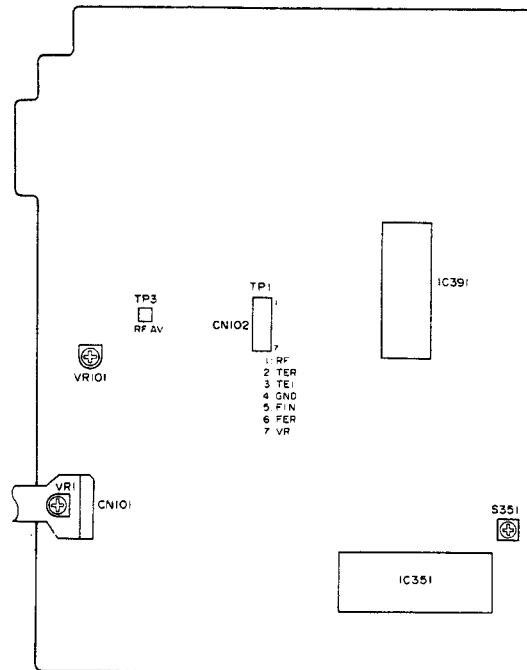 TP3
RF AV
VR101
TP1
1
CN102
7
1 RF
2 TER
3 TEI
4 GND
5 FIN
6 FER
7 VR
IC391
VR1
CN101
S351
IC351